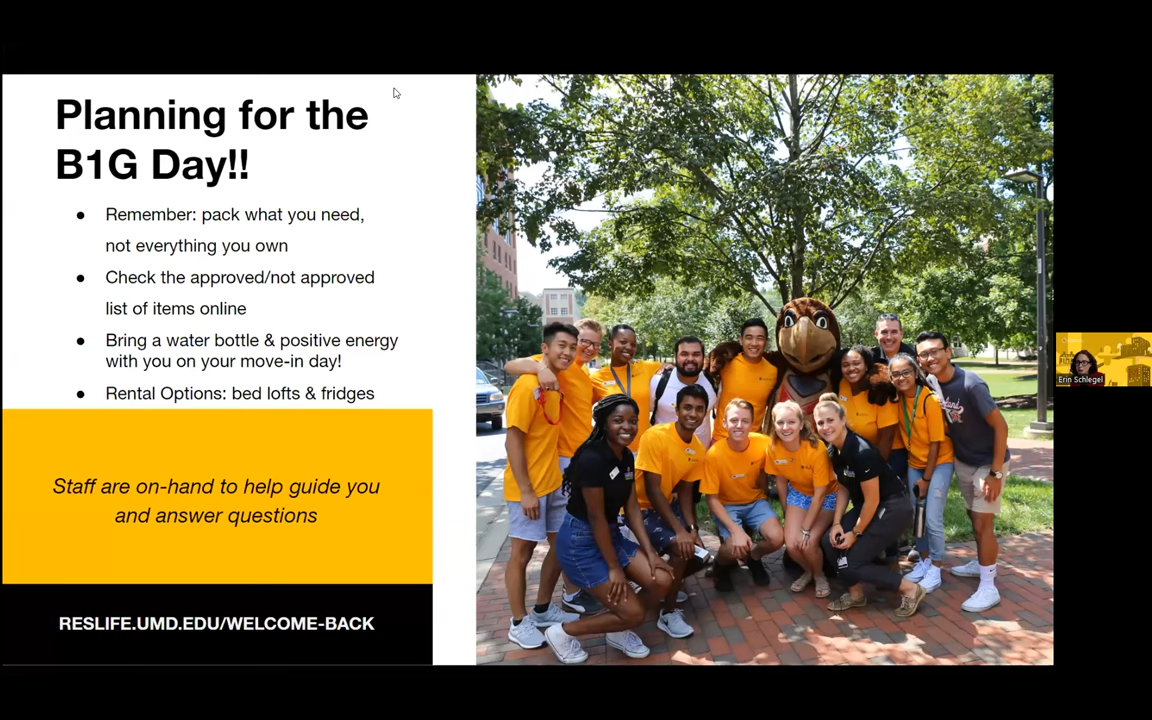 Planning for the
B1G Day!!
● Remember: pack what you need,
not everything you own
● Check the approved/not approved
list of items online
● Bring a water bottle & positive energy
with you on your move-in day!
● Rental Options: bed lofts & fridges
Staff are on-hand to help guide you
and answer questions
RESLIFE.UMD.EDU/WELCOME-BACK
Erin Schlegel